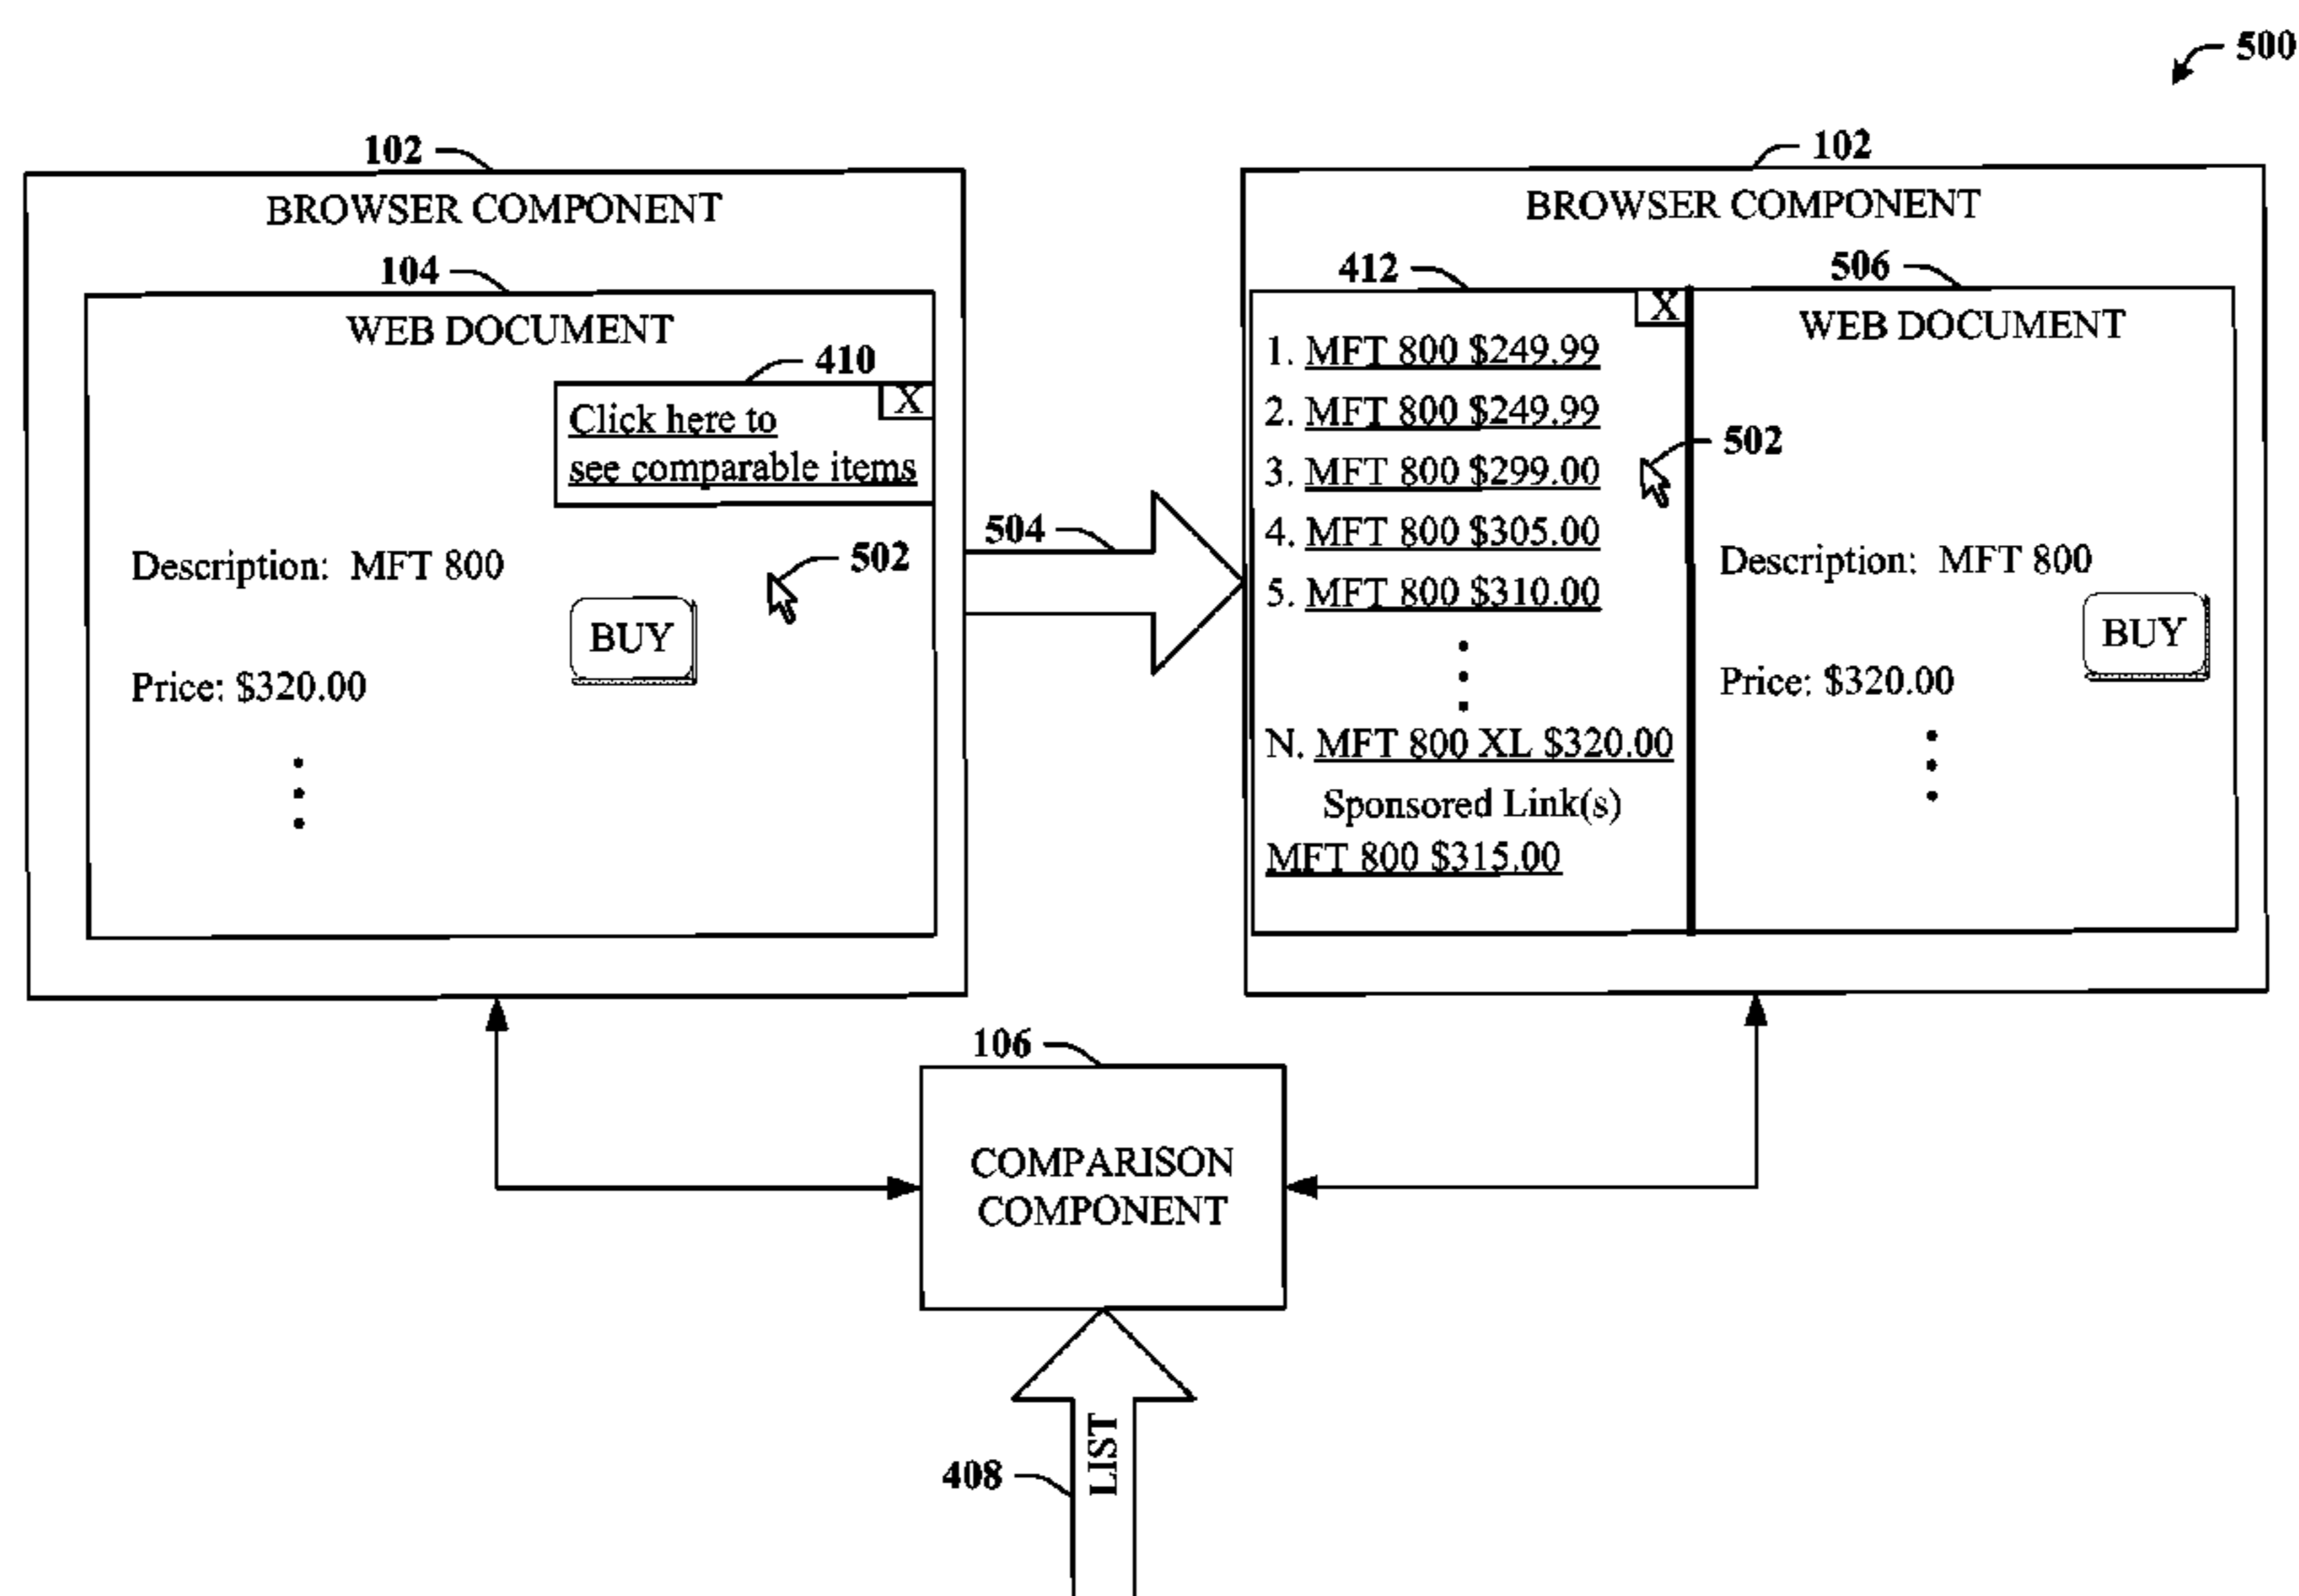 500
102
BROWSER COMPONENT
104
WEB DOCUMENT
410
X
Click here to
see comparable items
502
Description: MFT 800
BUY
Price: $320.00
504
102
BROWSER COMPONENT
412
506
X
WEB DOCUMENT
1. MFT 800 $249.99
2. MFT 800 $249.99
3. MFT 800 $299.00
4. MFT 800 $305.00
5. MFT 800 $310.00
N. MFT 800 XL $320.00
Sponsored Link(s)
MFT 800 $315.00
502
Description: MFT 800
BUY
Price: $320.00
106
COMPARISON
COMPONENT
408
LIST